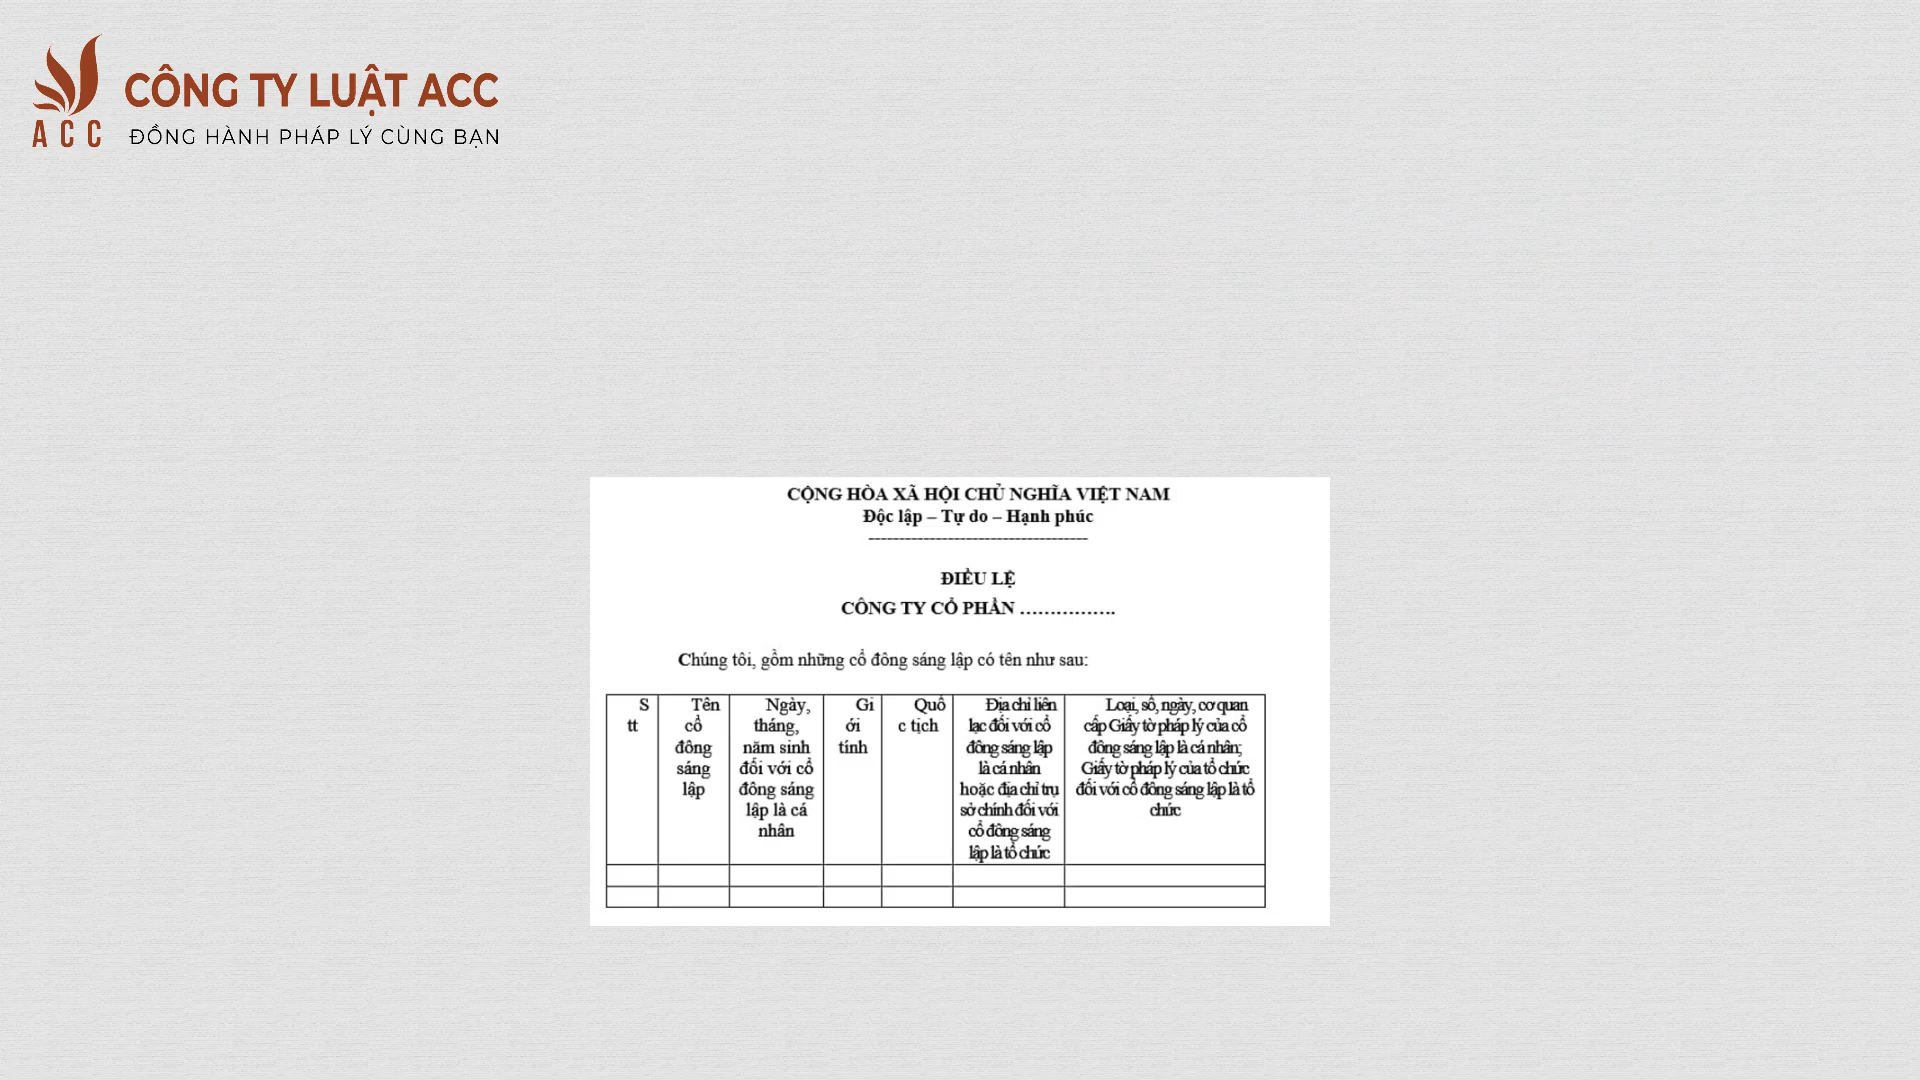 CÔNG TY LUẬT ACC
ACC
ĐỒNG HÀNH PHÁP LÝ CÙNG BẠN
CỘNG HÒA XÃ HỘI CHỦ NGHĨA VIỆT NAM
Độc lập – Tự do – Hạnh phúc
------------------------------------
ĐIỀU LỆ
CÔNG TY CỔ PHẦN …………….
Chúng tôi, gồm những cổ đông sáng lập có tên như sau:
S
tt
Tên
cổ
đông
sáng
lập
Ngày,
tháng,
năm sinh
đối với cổ
đông sáng
lập là cá
nhân
Gi
ới
tính
Quố
c tịch
Địa chỉ liên
lạc đối với cổ
đông sáng lập
là cá nhân
hoặc địa chỉ trụ
sở chính đối với
cổ đông sáng
lập là tổ chức
Loại, số, ngày, cơ quan
cấp Giấy tờ pháp lý của cổ
đông sáng lập là cá nhân;
Giấy tờ pháp lý của tổ chức
đối với cổ đông sáng lập là tổ
chức